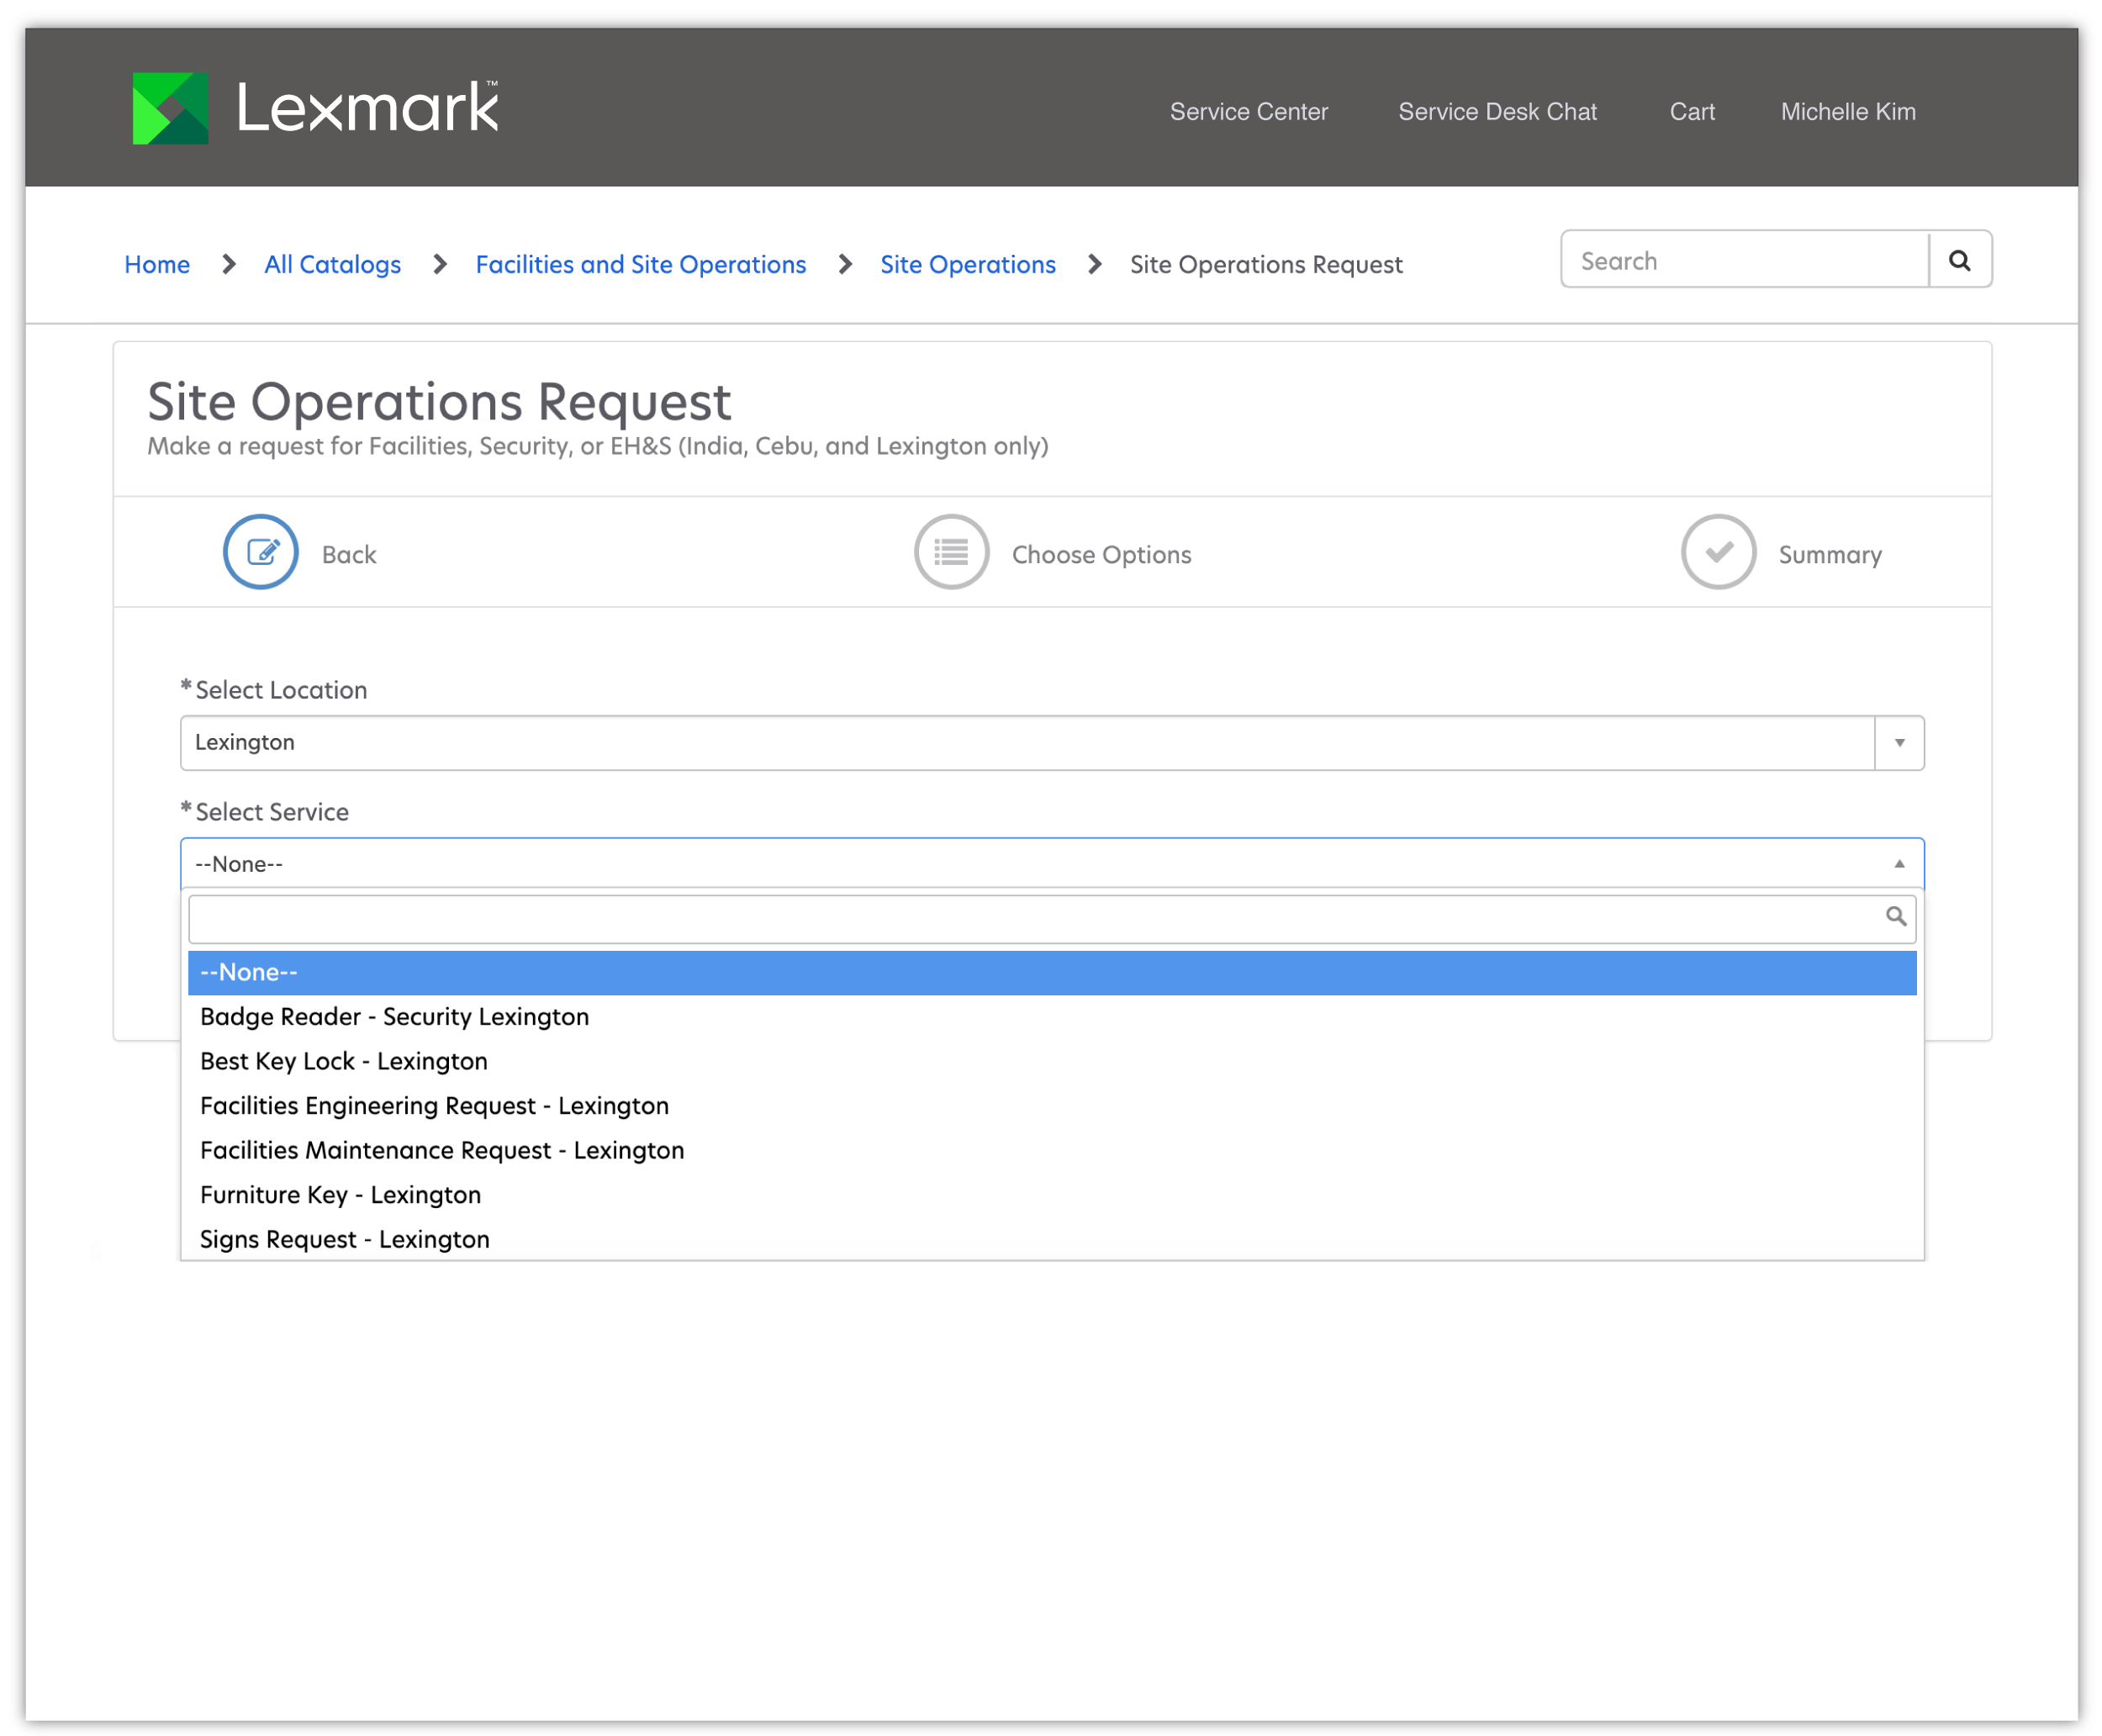 Lexmark™
Service Center Service Desk Chat Cart Michelle Kim
Home All Catalogs Facilities and Site Operations Site Operations Site Operations Request
Search
Site Operations Request
Make a request for Facilities, Security, or EH&S (India, Cebu, and Lexington only)
Back Choose Options Summary
*Select Location
Lexington
*Select Service
--None--
--None--
Badge Reader - Security Lexington
Best Key Lock - Lexington
Facilities Engineering Request - Lexington
Facilities Maintenance Request - Lexington
Furniture Key - Lexington
Signs Request - Lexington